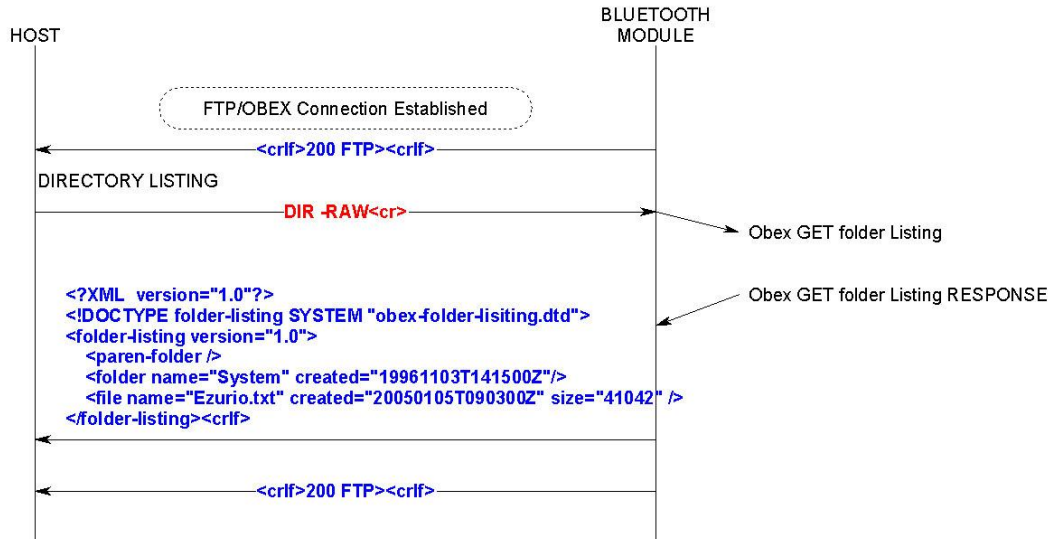 HOST
BLUETOOTH
MODULE
FTP/OBEX Connection Established
<crlf>200 FTP><crlf>
DIRECTORY LISTING
DIR -RAW<cr>
Obex GET folder Listing
Obex GET folder Listing RESPONSE
<?XML  version="1.0"?>
<!DOCTYPE folder-listing SYSTEM "obex-folder-lisiting.dtd">
<folder-listing version="1.0">
<paren-folder />
<folder name="System" created="19961103T141500Z"/>
<file name="Ezurio.txt" created="20050105T090300Z" size="41042" />
</folder-listing><crlf>
<crlf>200 FTP><crlf>